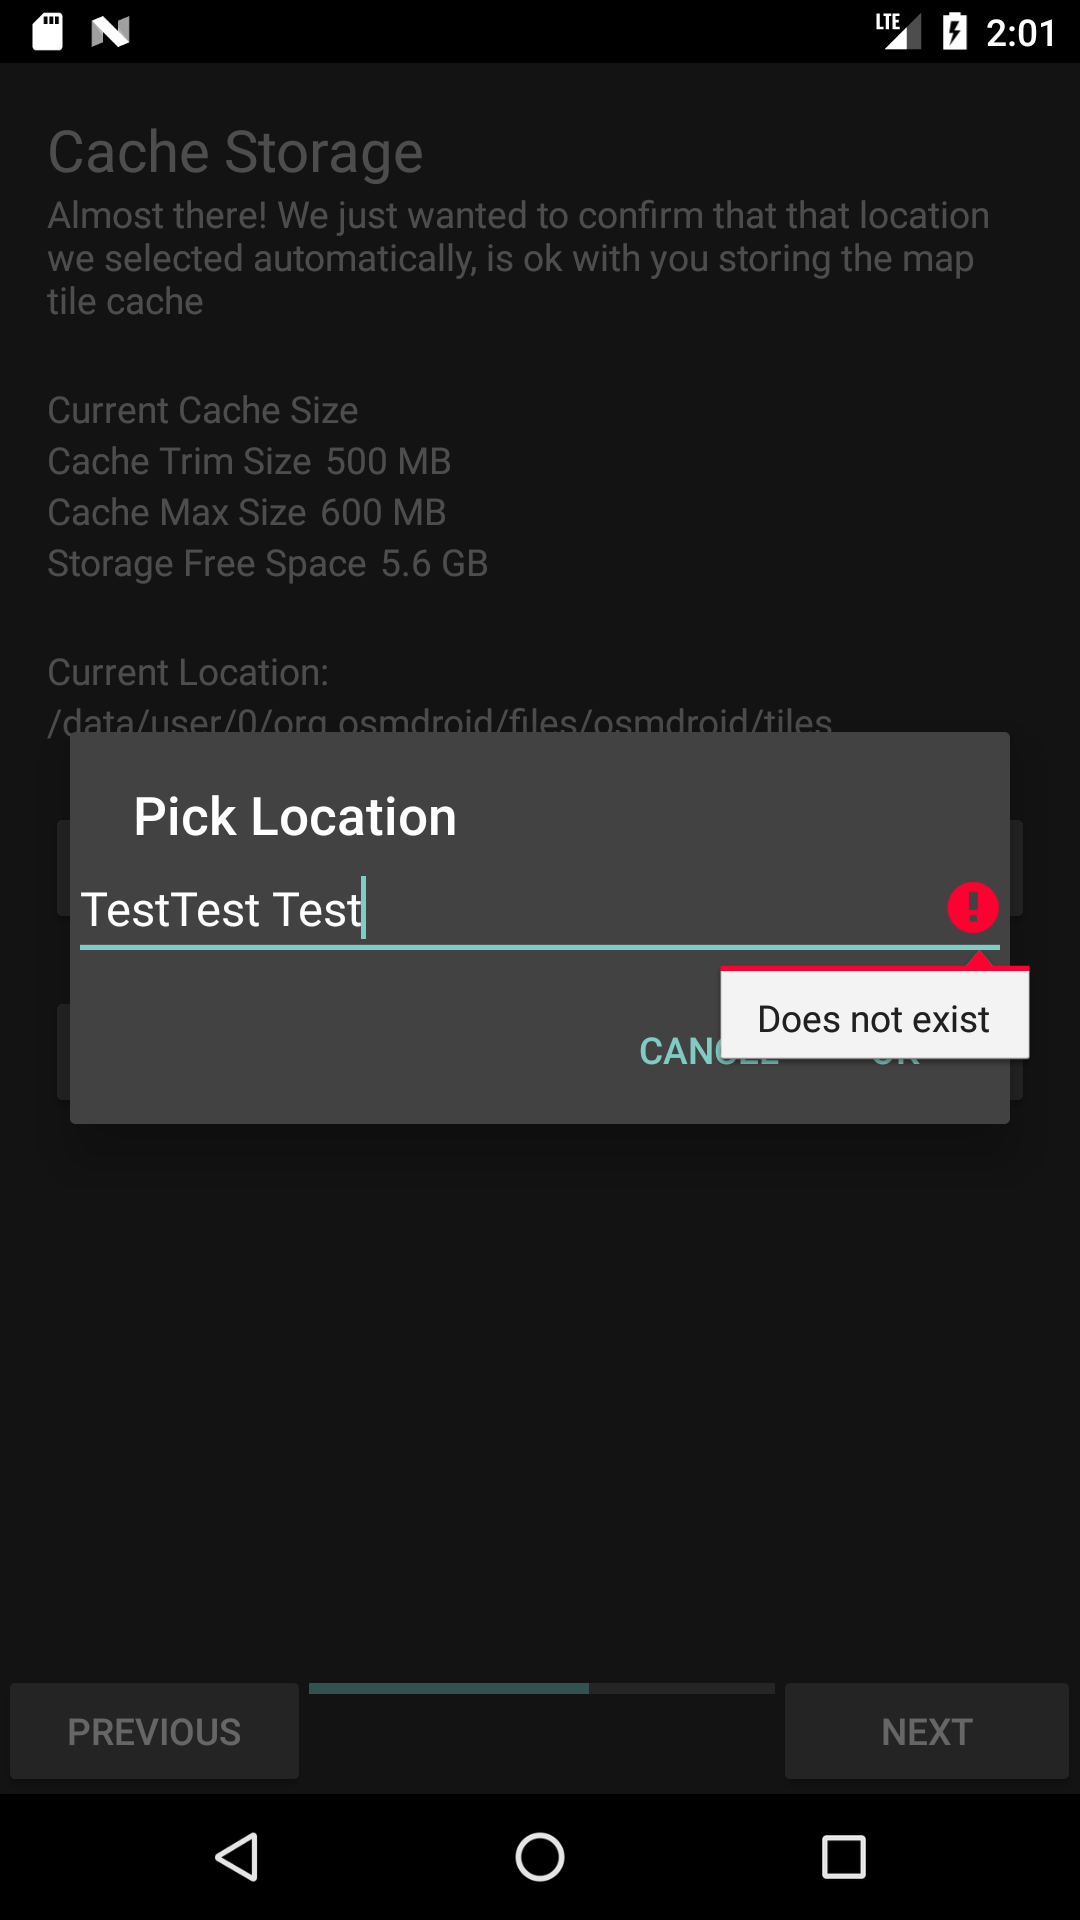 LTE 2:01
Cache Storage
Almost there! We just wanted to confirm that that location
we selected automatically, is ok with you storing the map
tile cache
Current Cache Size
Cache Trim Size 500 MB
Cache Max Size 600 MB
Storage Free Space 5.6 GB
Current Location:
/data/user/0/org.osmdroid/files/osmdroid/tiles
Pick Location
TestTest Test
Does not exist
CANCEL OK
PREVIOUS NEXT